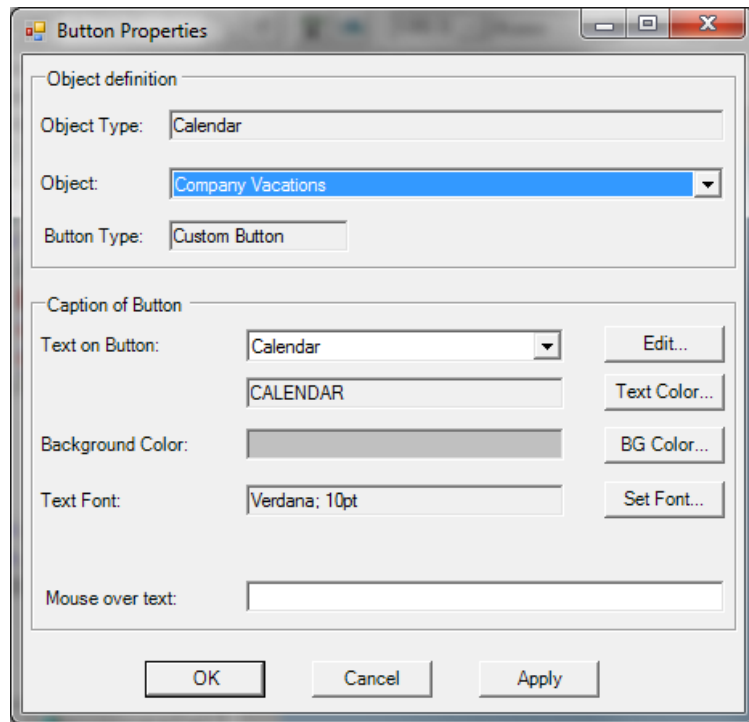 Button Properties
Object definition
Object Type: Calendar
Object: Company Vacations
Button Type: Custom Button
Caption of Button
Text on Button: Calendar Edit...
CALENDAR Text Color...
Background Color: BG Color...
Text Font: Verdana; 10pt Set Font...
Mouse over text:
OK Cancel Apply